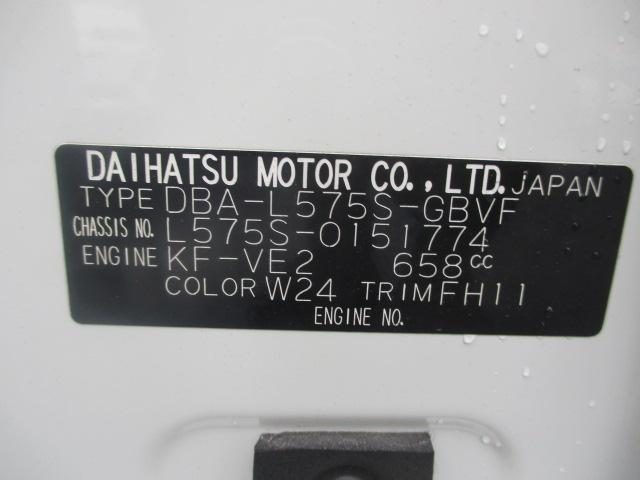 DAIHATSU MOTOR CO., LTD. JAPAN
TYPE DBA-L575S-GBVF
CHASSIS NO. L575S-0151774
ENGINE KF-VE2 658cc
COLOR W24 TRIM FH11
ENGINE NO.